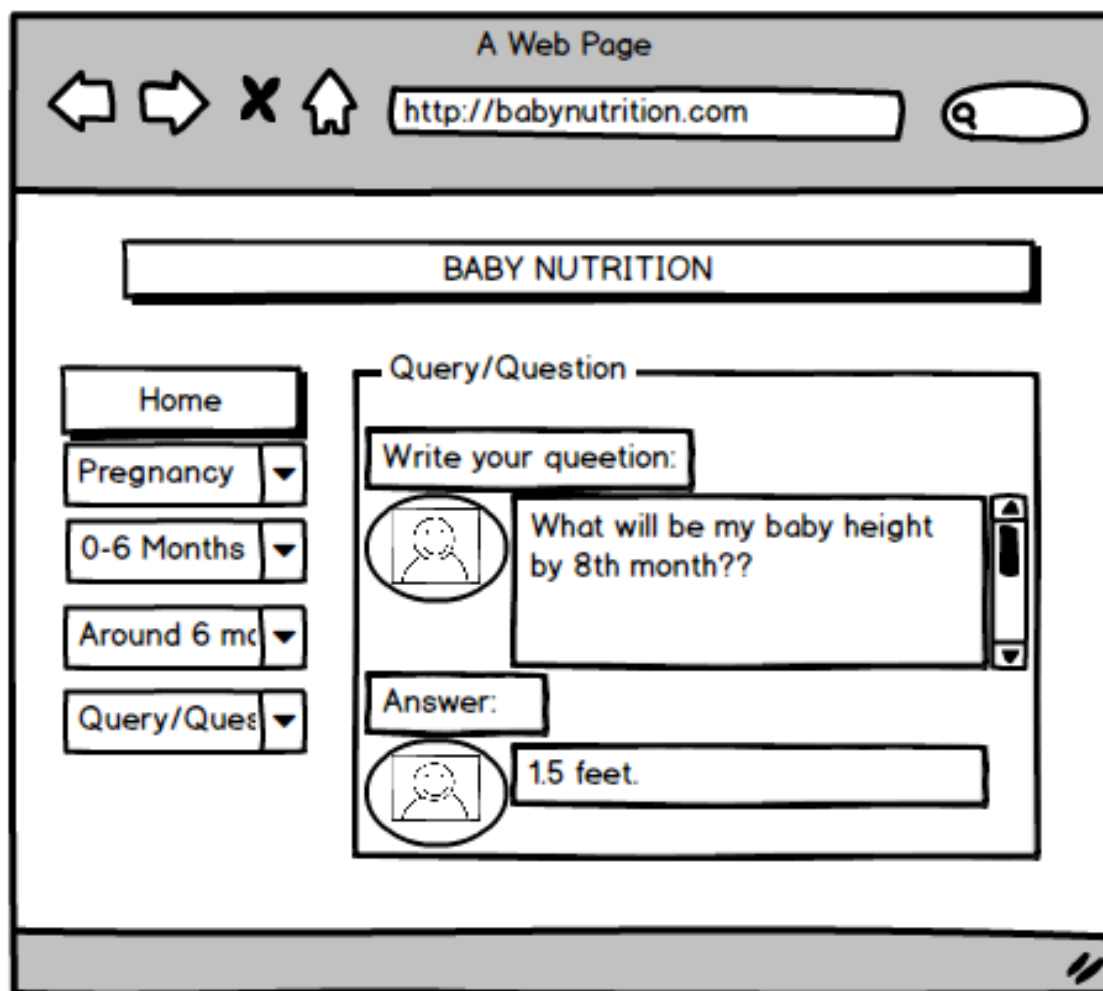 A Web Page
http://babynutrition.com
BABY NUTRITION
Home
Pregnancy
0-6 Months
Around 6 mo
Query/Ques
Query/Question
Write your queetion:
What will be my baby height
by 8th month??
Answer:
1.5 feet.